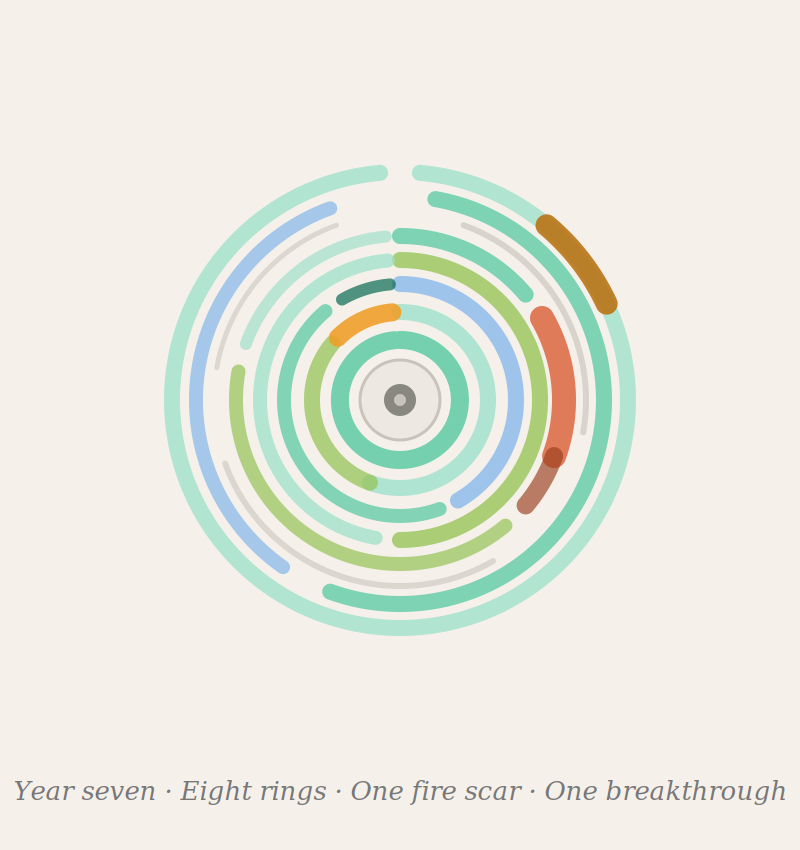 Year seven · Eight rings · One fire scar · One breakthrough